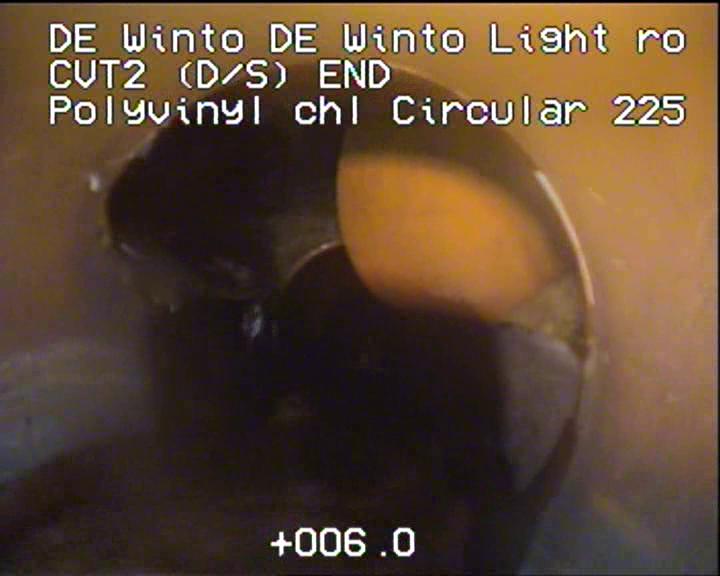 DE Winto DE Winto Light ro
CVT2 (D/S) END
Polyvinyl chl Circular 225
+006.0